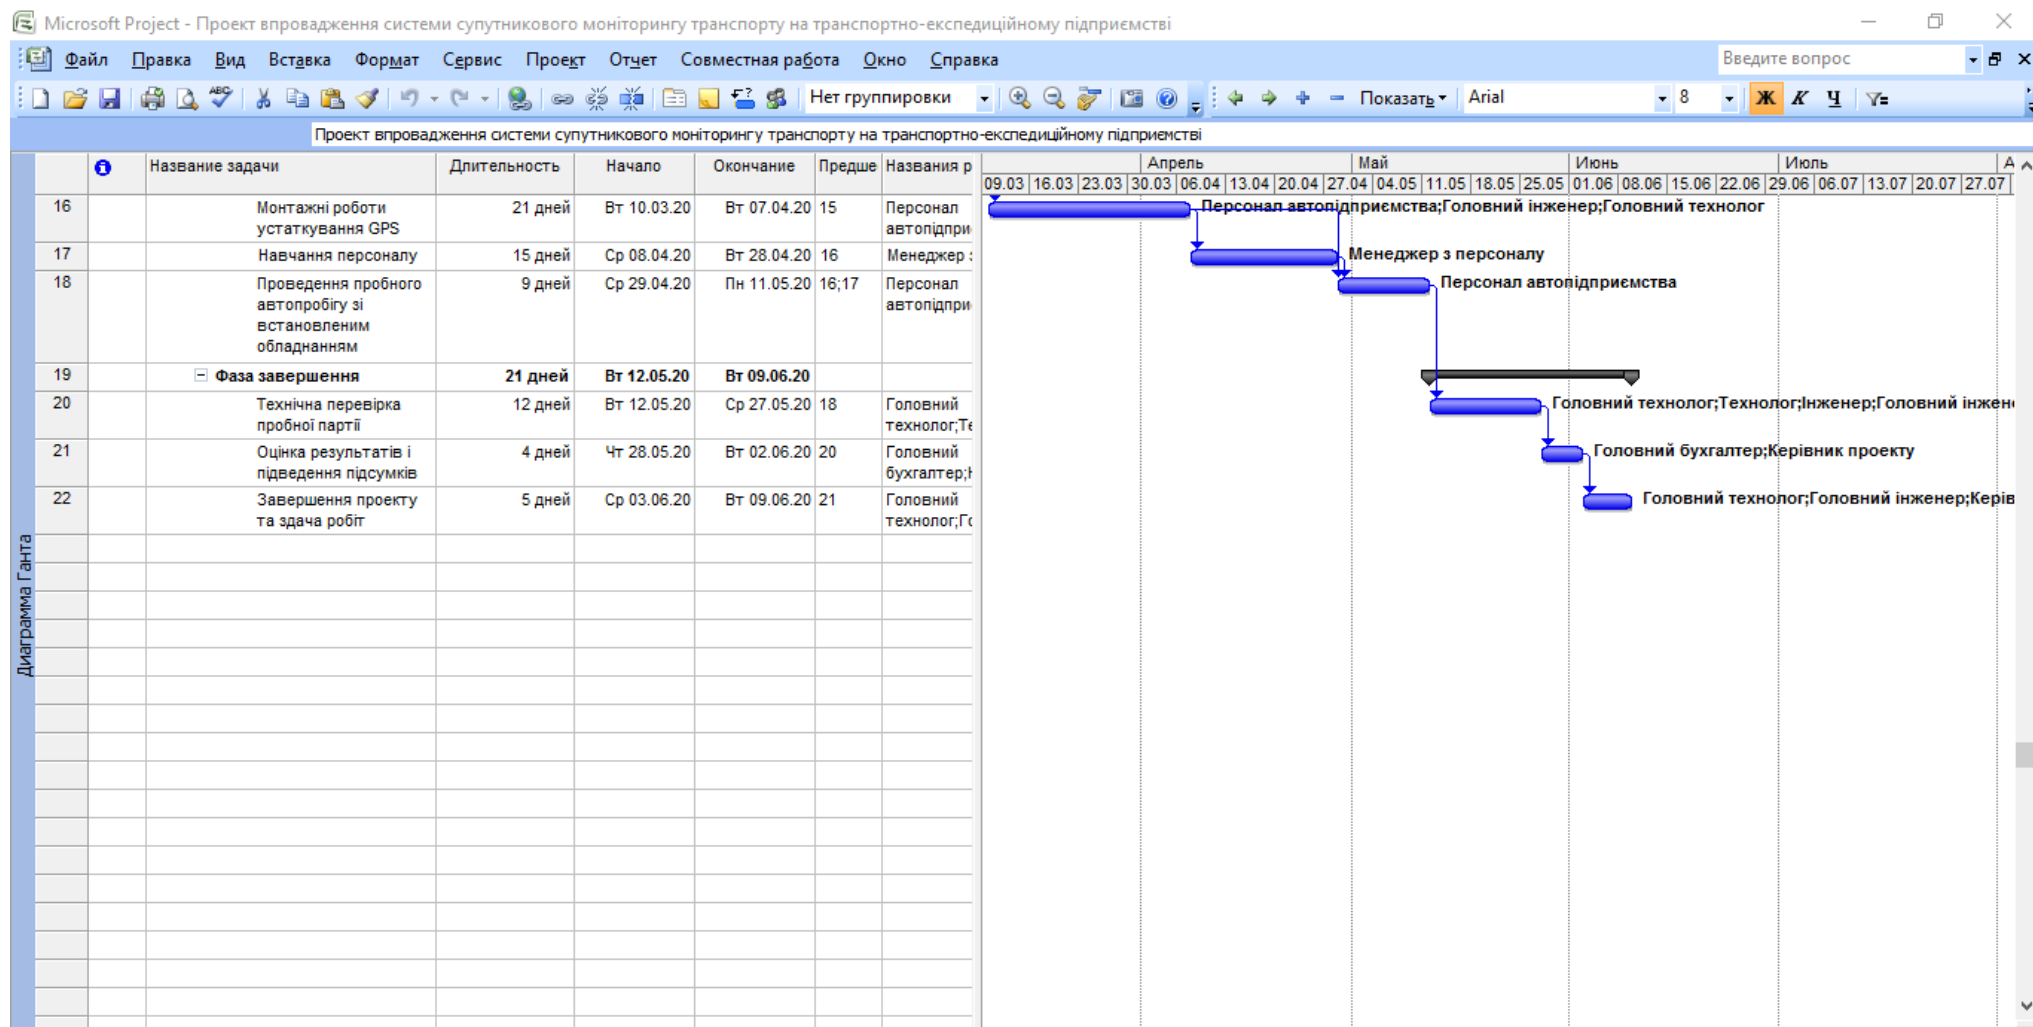 Microsoft Project - Проект впровадження системи супутникового моніторингу транспорту на транспортно-експедиційному підприємстві
Файл Правка Вид Вставка Формат Сервис Проект Отчет Совместная работа Окно Справка Введите вопрос
Нет группировки Показать Arial 8 Ж К Ч
Проект впровадження системи супутникового моніторингу транспорту на транспортно-експедиційному підприємстві
Название задачи Длительность Начало Окончание Предше Названия р
Апрель Май Июнь Июль А
09.03 16.03 23.03 30.03 06.04 13.04 20.04 27.04 04.05 11.05 18.05 25.05 01.06 08.06 15.06 22.06 29.06 06.07 13.07 20.07 27.07
16 Монтажні роботи 21 дней Вт 10.03.20 Вт 07.04.20 15 Персонал
устаткування GPS автопідпри
Персонал автопідприємства;Головний інженер;Головний технолог
17 Навчання персоналу 15 дней Ср 08.04.20 Вт 28.04.20 16 Менеджер з
Менеджер з персоналу
18 Проведення пробного 9 дней Ср 29.04.20 Пн 11.05.20 16;17 Персонал
автопробігу зі автопідпри
встановленим
обладнанням
Персонал автопідприємства
19 Фаза завершення 21 дней Вт 12.05.20 Вт 09.06.20
20 Технічна перевірка 12 дней Вт 12.05.20 Ср 27.05.20 18 Головний
пробної партії технолог;Те
Головний технолог;Технолог;Інженер;Головний інжен
21 Оцінка результатів і 4 дней Чт 28.05.20 Вт 02.06.20 20 Головний
підведення підсумків бухгалтер;К
Головний бухгалтер;Керівник проекту
22 Завершення проекту 5 дней Ср 03.06.20 Вт 09.06.20 21 Головний
та здача робіт технолог;Го
Головний технолог;Головний інженер;Керів
Диаграмма Ганта